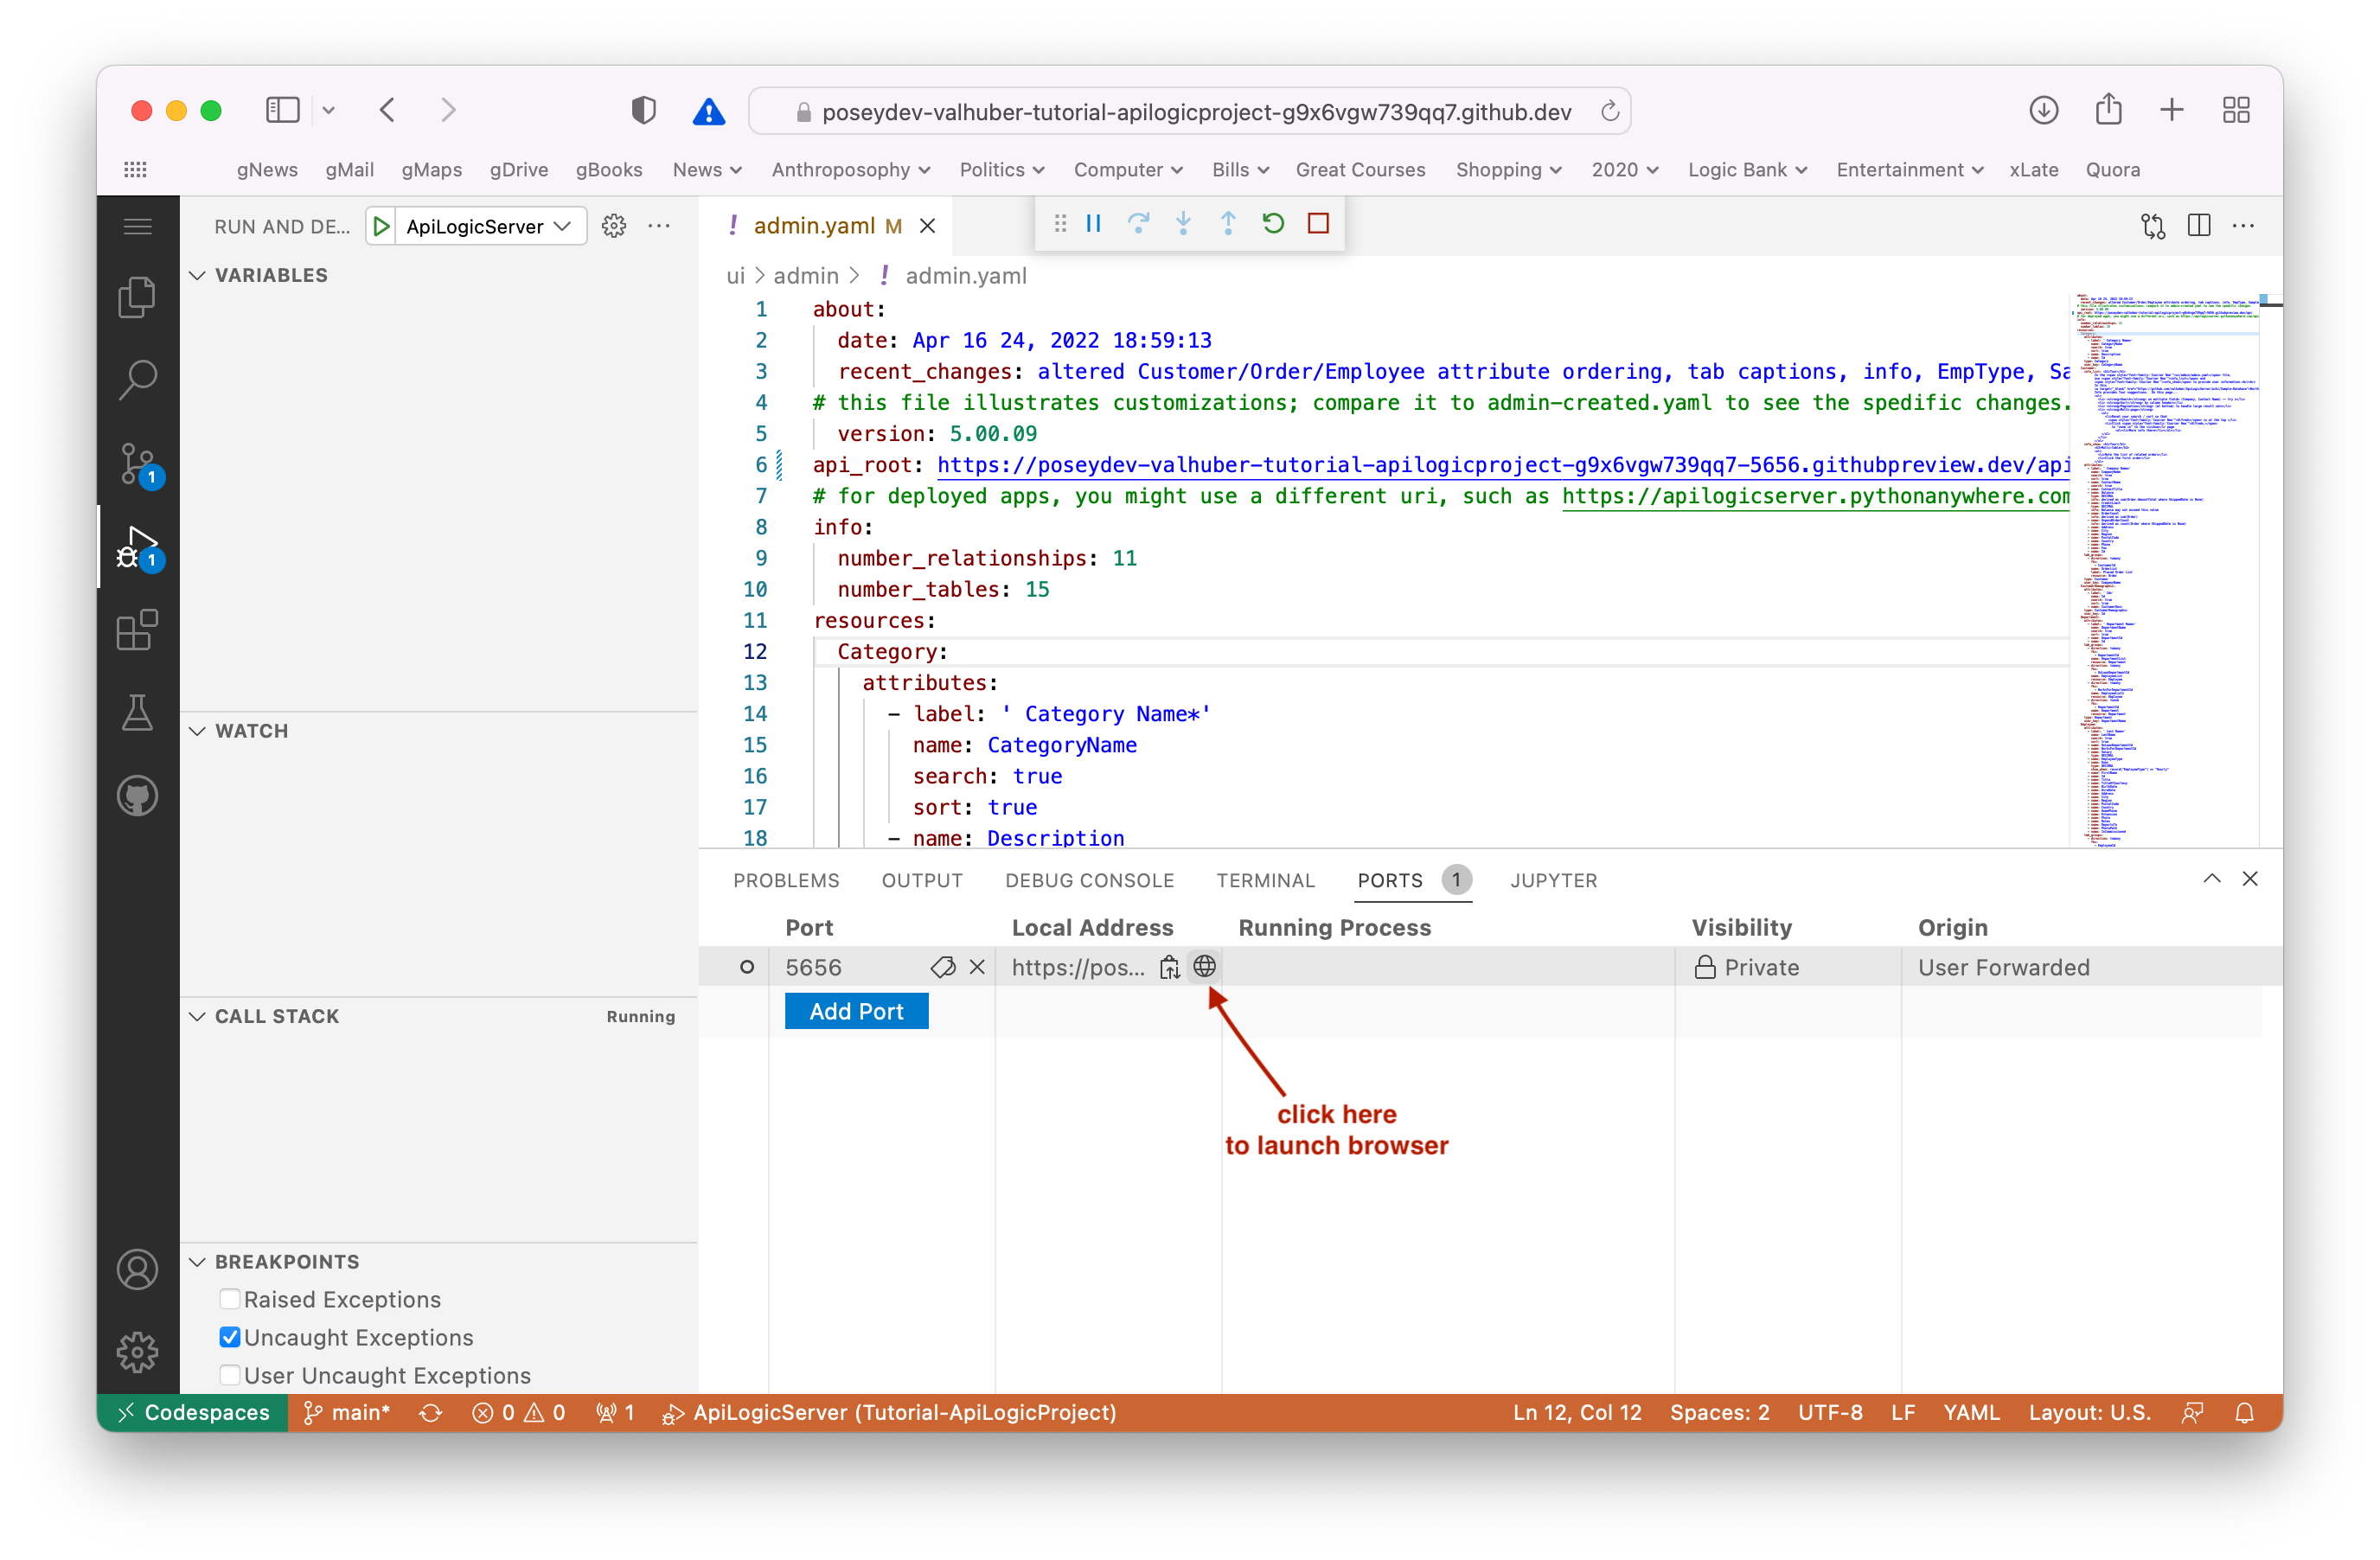 poseydev-valhuber-tutorial-apilogicproject-g9x6vgw739qq7.github.dev
gNews gMail gMaps gDrive gBooks News Anthroposophy Politics Computer Bills Great Courses Shopping 2020 Logic Bank Entertainment xLate Quora
RUN AND DE... ApiLogicServer
admin.yaml M
VARIABLES
ui > admin > ! admin.yaml
1 about:
2 date: Apr 16 24, 2022 18:59:13
3 recent_changes: altered Customer/Order/Employee attribute ordering, tab captions, info, EmpType, Sa
4 # this file illustrates customizations; compare it to admin-created.yaml to see the spedific changes.
5 version: 5.00.09
6 api_root: https://poseydev-valhuber-tutorial-apilogicproject-g9x6vgw739qq7-5656.githubpreview.dev/api
7 # for deployed apps, you might use a different uri, such as https://apilogicserver.pythonanywhere.com
8 info:
9 number_relationships: 11
10 number_tables: 15
11 resources:
12 Category:
13 attributes:
14 - label: ' Category Name*'
15 name: CategoryName
16 search: true
17 sort: true
18 - name: Description
1
1
WATCH
CALL STACK Running
BREAKPOINTS
Raised Exceptions
Uncaught Exceptions
User Uncaught Exceptions
PROBLEMS OUTPUT DEBUG CONSOLE TERMINAL PORTS 1 JUPYTER
Port Local Address Running Process Visibility Origin
5656 https://pos... Private User Forwarded
Add Port
click here
to launch browser
Codespaces main* 0 0 1 ApiLogicServer (Tutorial-ApiLogicProject) Ln 12, Col 12 Spaces: 2 UTF-8 LF YAML Layout: U.S.